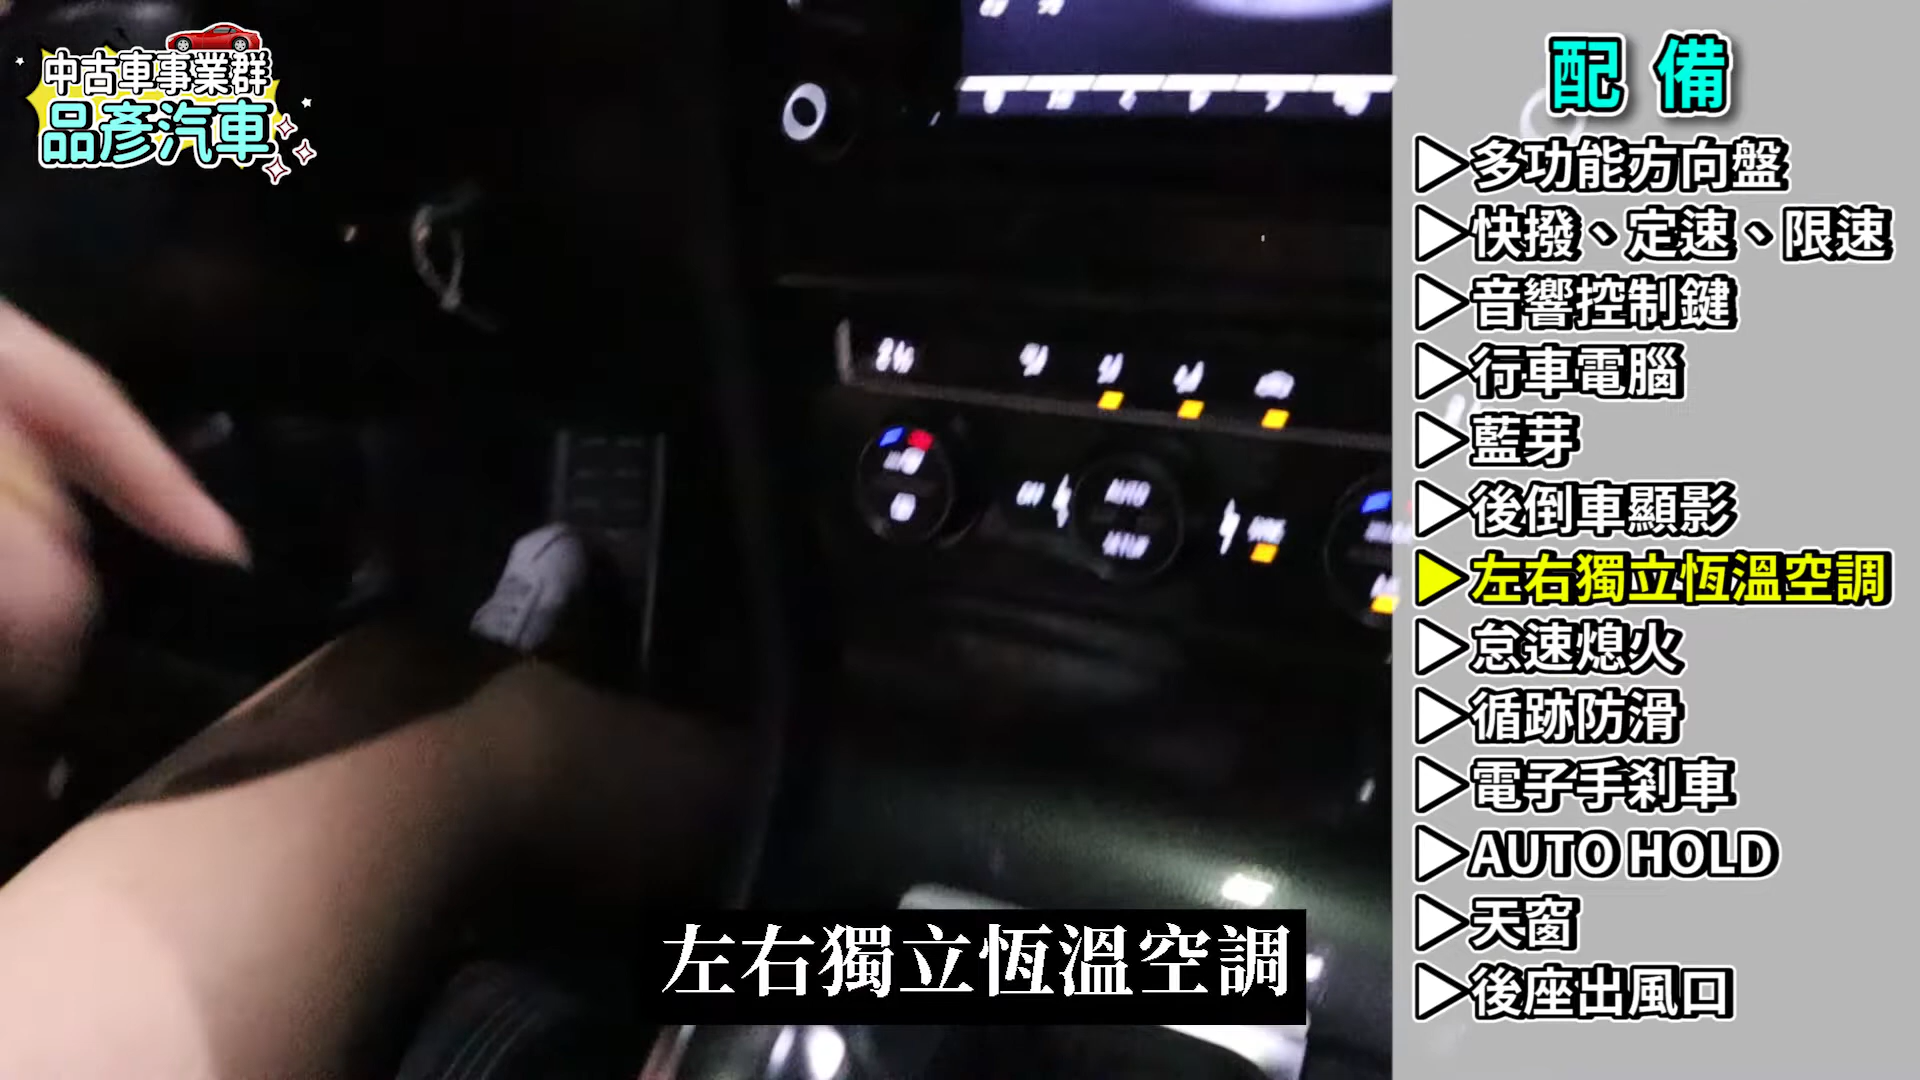 中古車事業群
品彥汽車
配備
▷多功能方向盤
▷快撥、定速、限速
▷音響控制鍵
▷行車電腦
▷藍芽
▷後倒車顯影
▶左右獨立恆溫空調
▷怠速熄火
▷循跡防滑
▷電子手剎車
▷AUTO HOLD
▷天窗
▷後座出風口
AUTO
SETUP
左右獨立恆溫空調